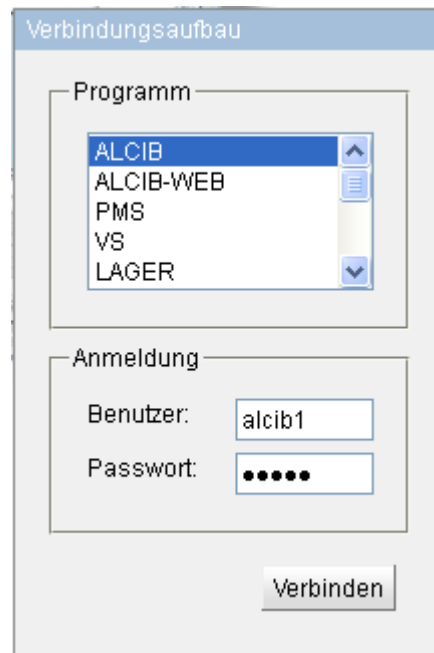 Verbindungsaufbau
Programm
ALCIB
ALCIB-WEB
PMS
VS
LAGER
Anmeldung
Benutzer: alcib1
Passwort: •••••
Verbinden